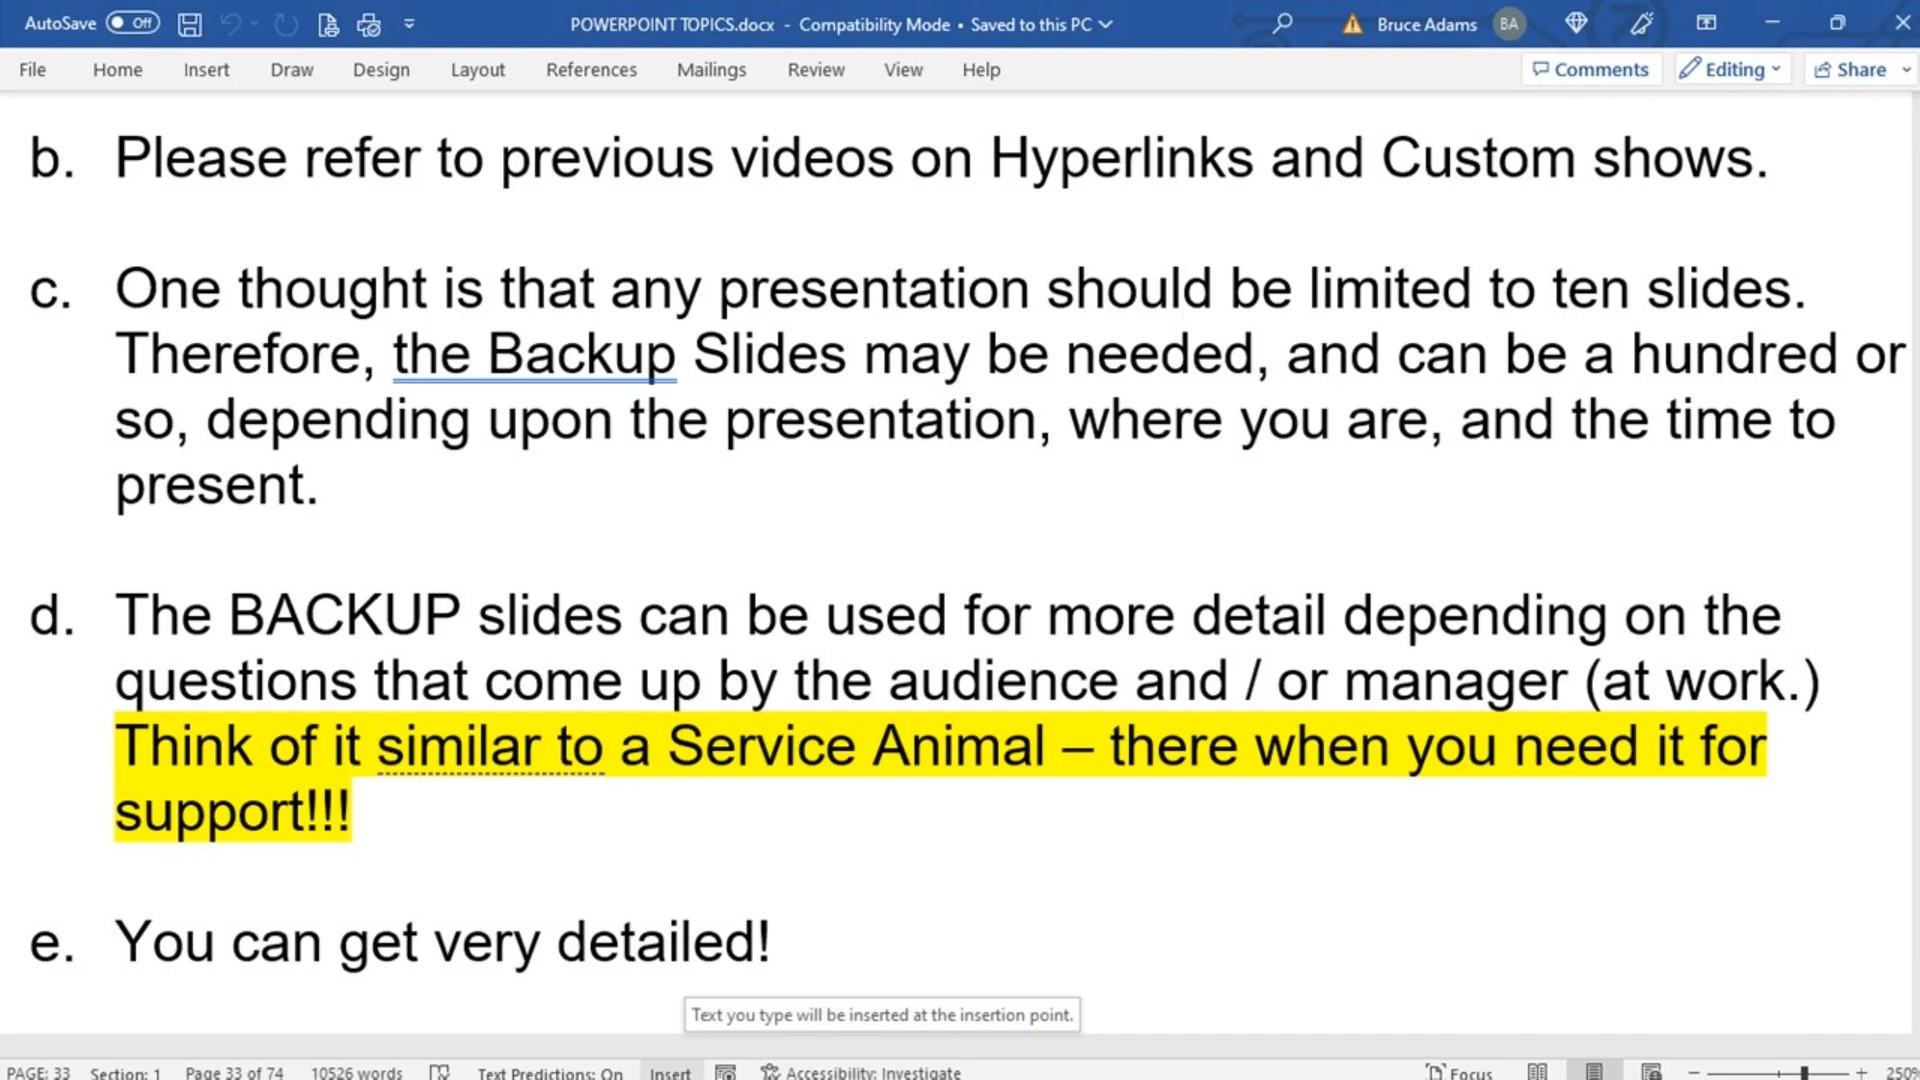 AutoSave Off POWERPOINT TOPICS.docx - Compatibility Mode • Saved to this PC Bruce Adams BA
File Home Insert Draw Design Layout References Mailings Review View Help Comments Editing Share
b. Please refer to previous videos on Hyperlinks and Custom shows.
c. One thought is that any presentation should be limited to ten slides.
Therefore, the Backup Slides may be needed, and can be a hundred or
so, depending upon the presentation, where you are, and the time to
present.
d. The BACKUP slides can be used for more detail depending on the
questions that come up by the audience and / or manager (at work.)
Think of it similar to a Service Animal – there when you need it for
support!!!
e. You can get very detailed!
Text you type will be inserted at the insertion point.
PAGE: 33 Section: 1 Page 33 of 74 10526 words Text Predictions: On Insert Accessibility: Investigate Focus 250%